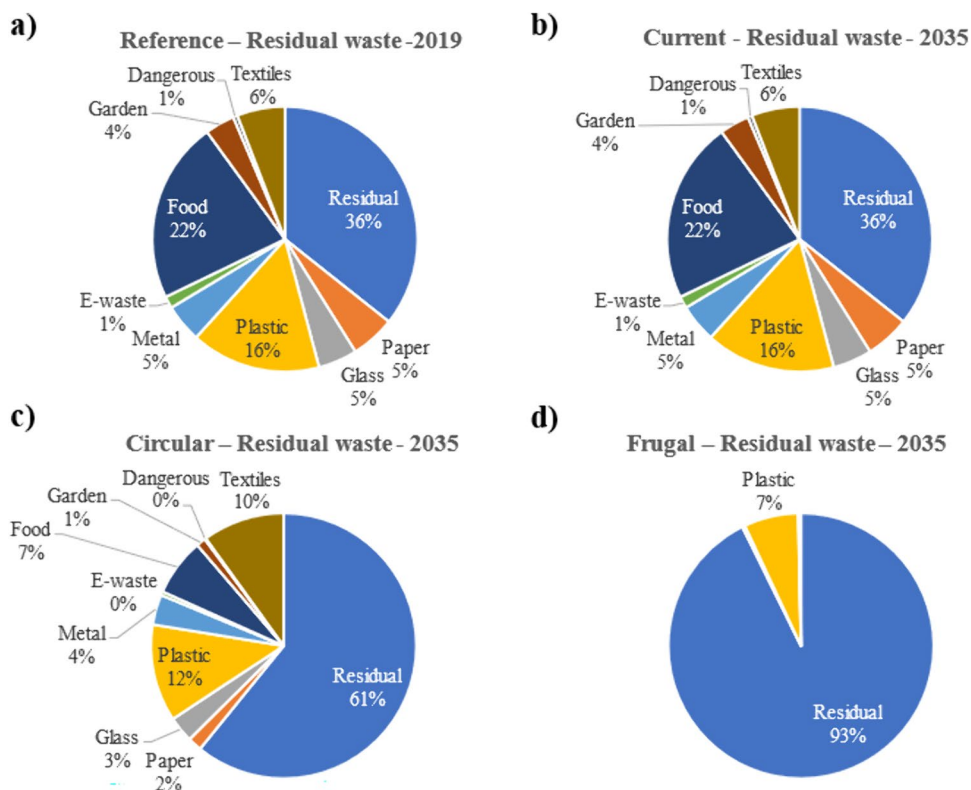 a)
Reference – Residual waste -2019
Dangerous
1%
Textiles
6%
Garden
4%
Residual
36%
Food
22%
E-waste
1%
Metal
5%
Plastic
16%
Glass
5%
Paper
5%
b)
Current - Residual waste - 2035
Dangerous
1%
Textiles
6%
Garden
4%
Residual
36%
Food
22%
E-waste
1%
Metal
5%
Plastic
16%
Glass
5%
Paper
5%
c)
Circular – Residual waste - 2035
Dangerous
0%
Textiles
10%
Garden
1%
Food
7%
E-waste
0%
Metal
4%
Plastic
12%
Residual
61%
Glass
3%
Paper
2%
d)
Frugal – Residual waste – 2035
Plastic
7%
Residual
93%